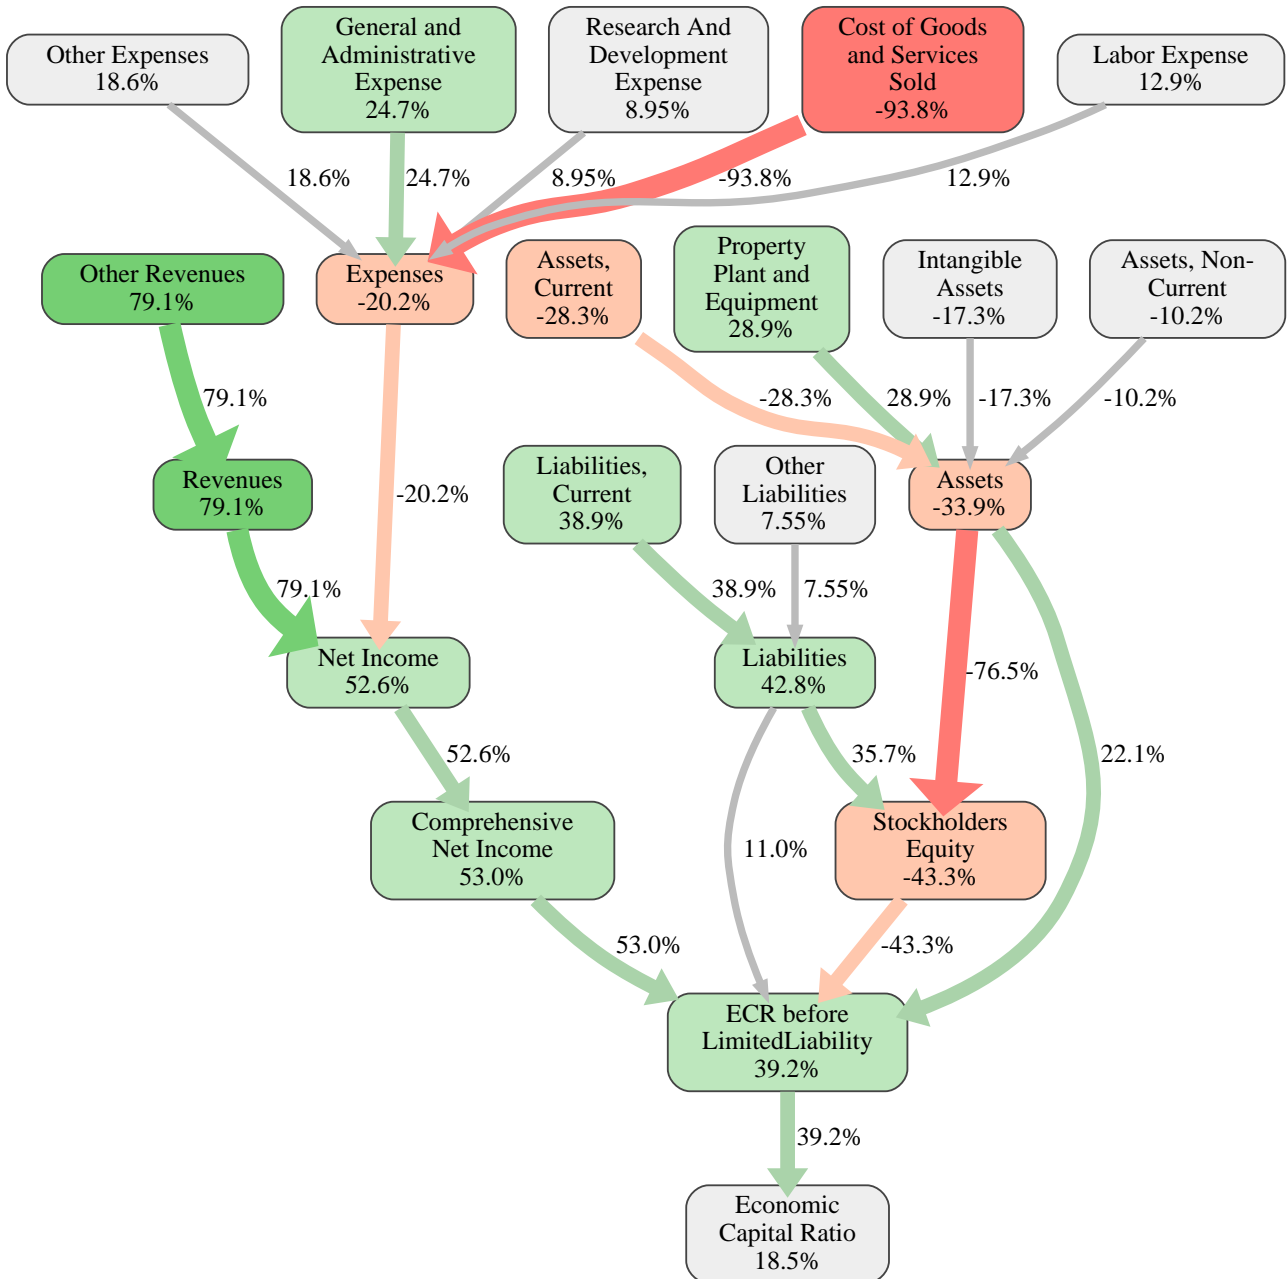 Other Expenses
18.6%
General and
Administrative
Expense
24.7%
Research And
Development
Expense
8.95%
Cost of Goods
and Services
Sold
-93.8%
Labor Expense
12.9%
18.6%
24.7%
8.95%
-93.8%
12.9%
Other Revenues
79.1%
Expenses
-20.2%
Assets,
Current
-28.3%
Property
Plant and
Equipment
28.9%
Intangible
Assets
-17.3%
Assets, Non-
Current
-10.2%
79.1%
-28.3%
28.9%
-17.3%
-10.2%
Revenues
79.1%
-20.2%
Liabilities,
Current
38.9%
Other
Liabilities
7.55%
Assets
-33.9%
79.1%
38.9%
7.55%
Net Income
52.6%
Liabilities
42.8%
-76.5%
52.6%
35.7%
22.1%
Comprehensive
Net Income
53.0%
11.0%
Stockholders
Equity
-43.3%
53.0%
-43.3%
ECR before
LimitedLiability
39.2%
39.2%
Economic
Capital Ratio
18.5%